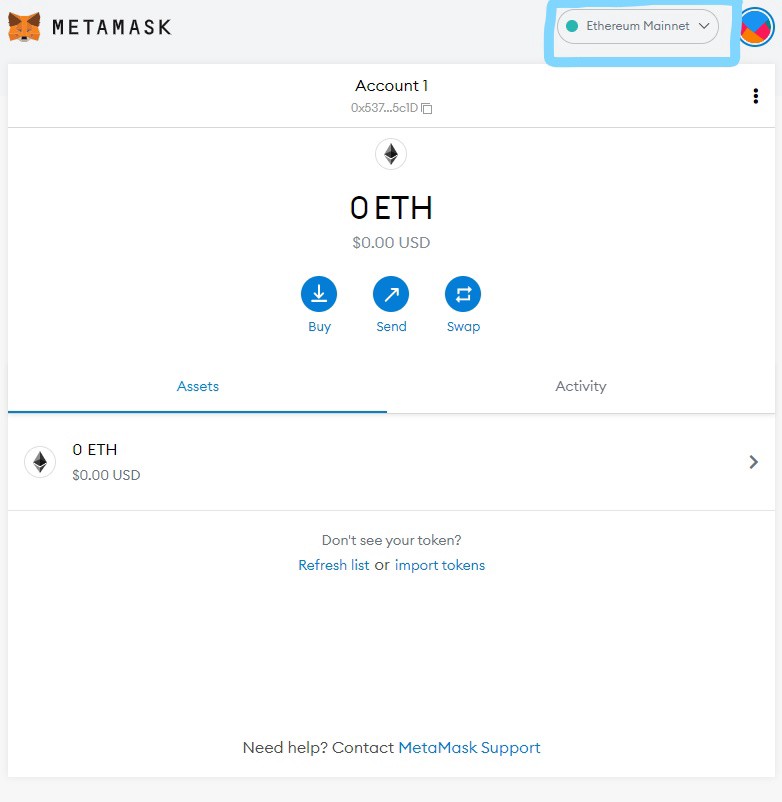 METAMASK
Ethereum Mainnet
Account 1
0x537...5c1D
0 ETH
$0.00 USD
Buy
Send
Swap
Assets
Activity
0 ETH
$0.00 USD
Don't see your token?
Refresh list or import tokens
Need help? Contact MetaMask Support